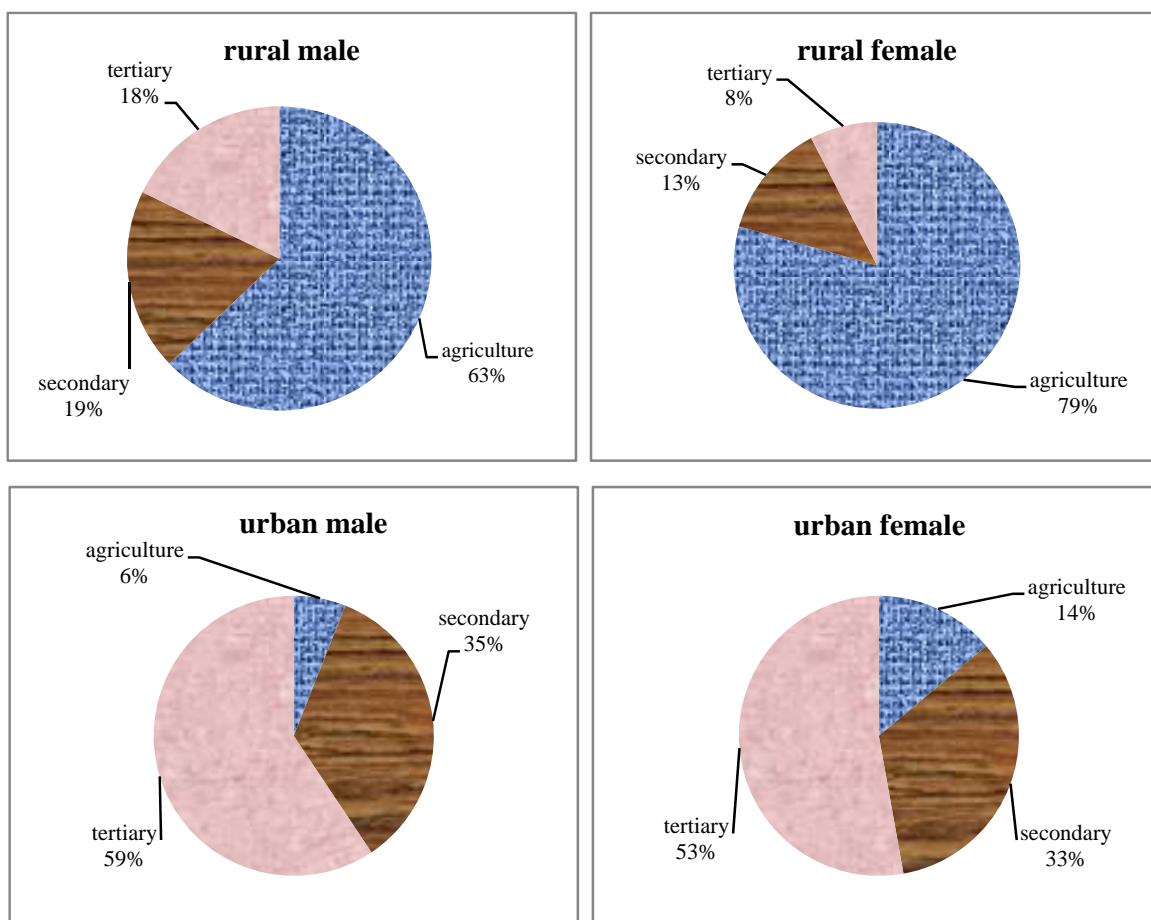 rural male
tertiary
18%
secondary
19%
agriculture
63%
rural female
tertiary
8%
secondary
13%
agriculture
79%
urban male
agriculture
6%
secondary
35%
tertiary
59%
urban female
agriculture
14%
tertiary
53%
secondary
33%